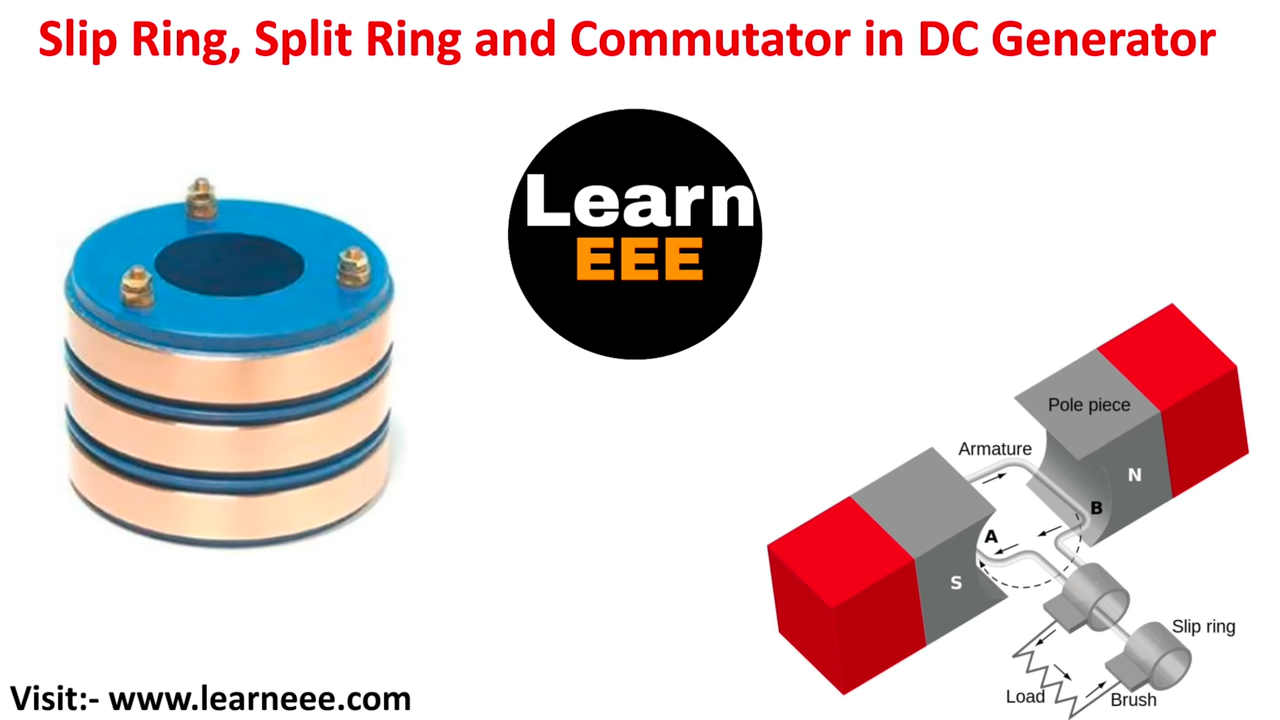 Slip Ring, Split Ring and Commutator in DC Generator
Learn
EEE
Pole piece
Armature
N
B
A
S
Slip ring
Load
Brush
Visit:- www.learneee.com